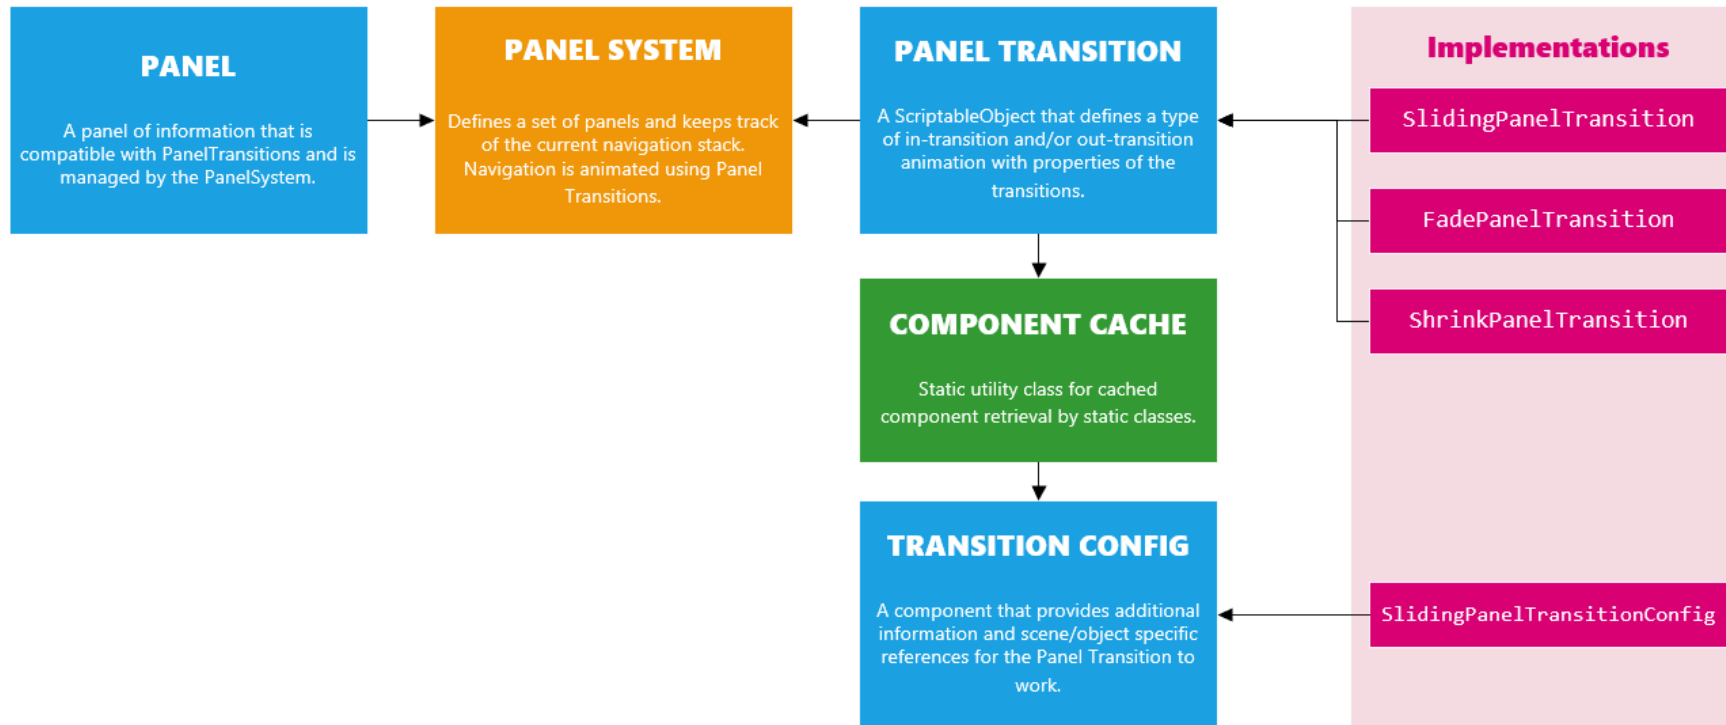 PANEL
A panel of information that is
compatible with PanelTransitions and is
managed by the PanelSystem.
PANEL SYSTEM
Defines a set of panels and keeps track
of the current navigation stack.
Navigation is animated using Panel
Transitions.
PANEL TRANSITION
A ScriptableObject that defines a type
of in-transition and/or out-transition
animation with properties of the
transitions.
COMPONENT CACHE
Static utility class for cached
component retrieval by static classes.
TRANSITION CONFIG
A component that provides additional
information and scene/object specific
references for the Panel Transition to
work.
Implementations
SlidingPanelTransition
FadePanelTransition
ShrinkPanelTransition
SlidingPanelTransitionConfig